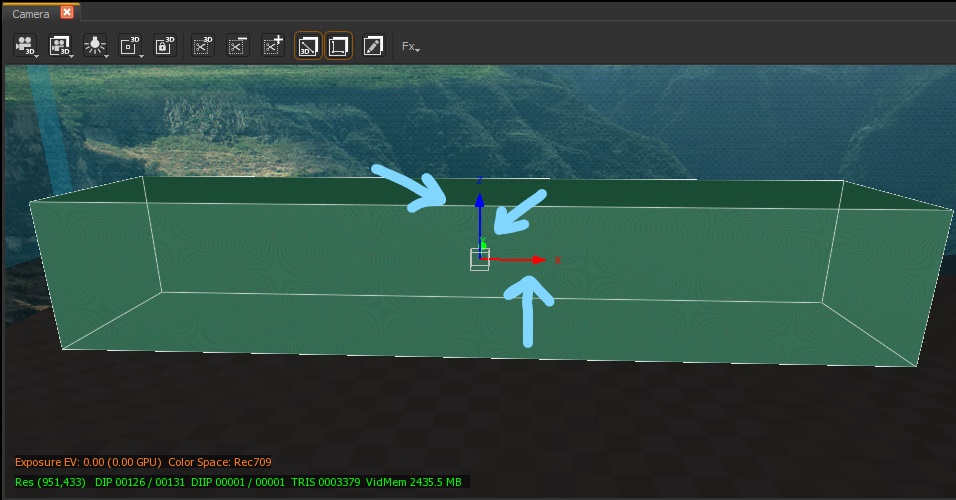 Camera
3D 3D 3D 3D 3D 3D
Fx
z
x
Exposure EV: 0.00 (0.00 GPU) Color Space: Rec709
Res (951,433) DIP 00126 / 00131 DIIP 00001 / 00001 TRIS 0003379 VidMem 2435.5 MB